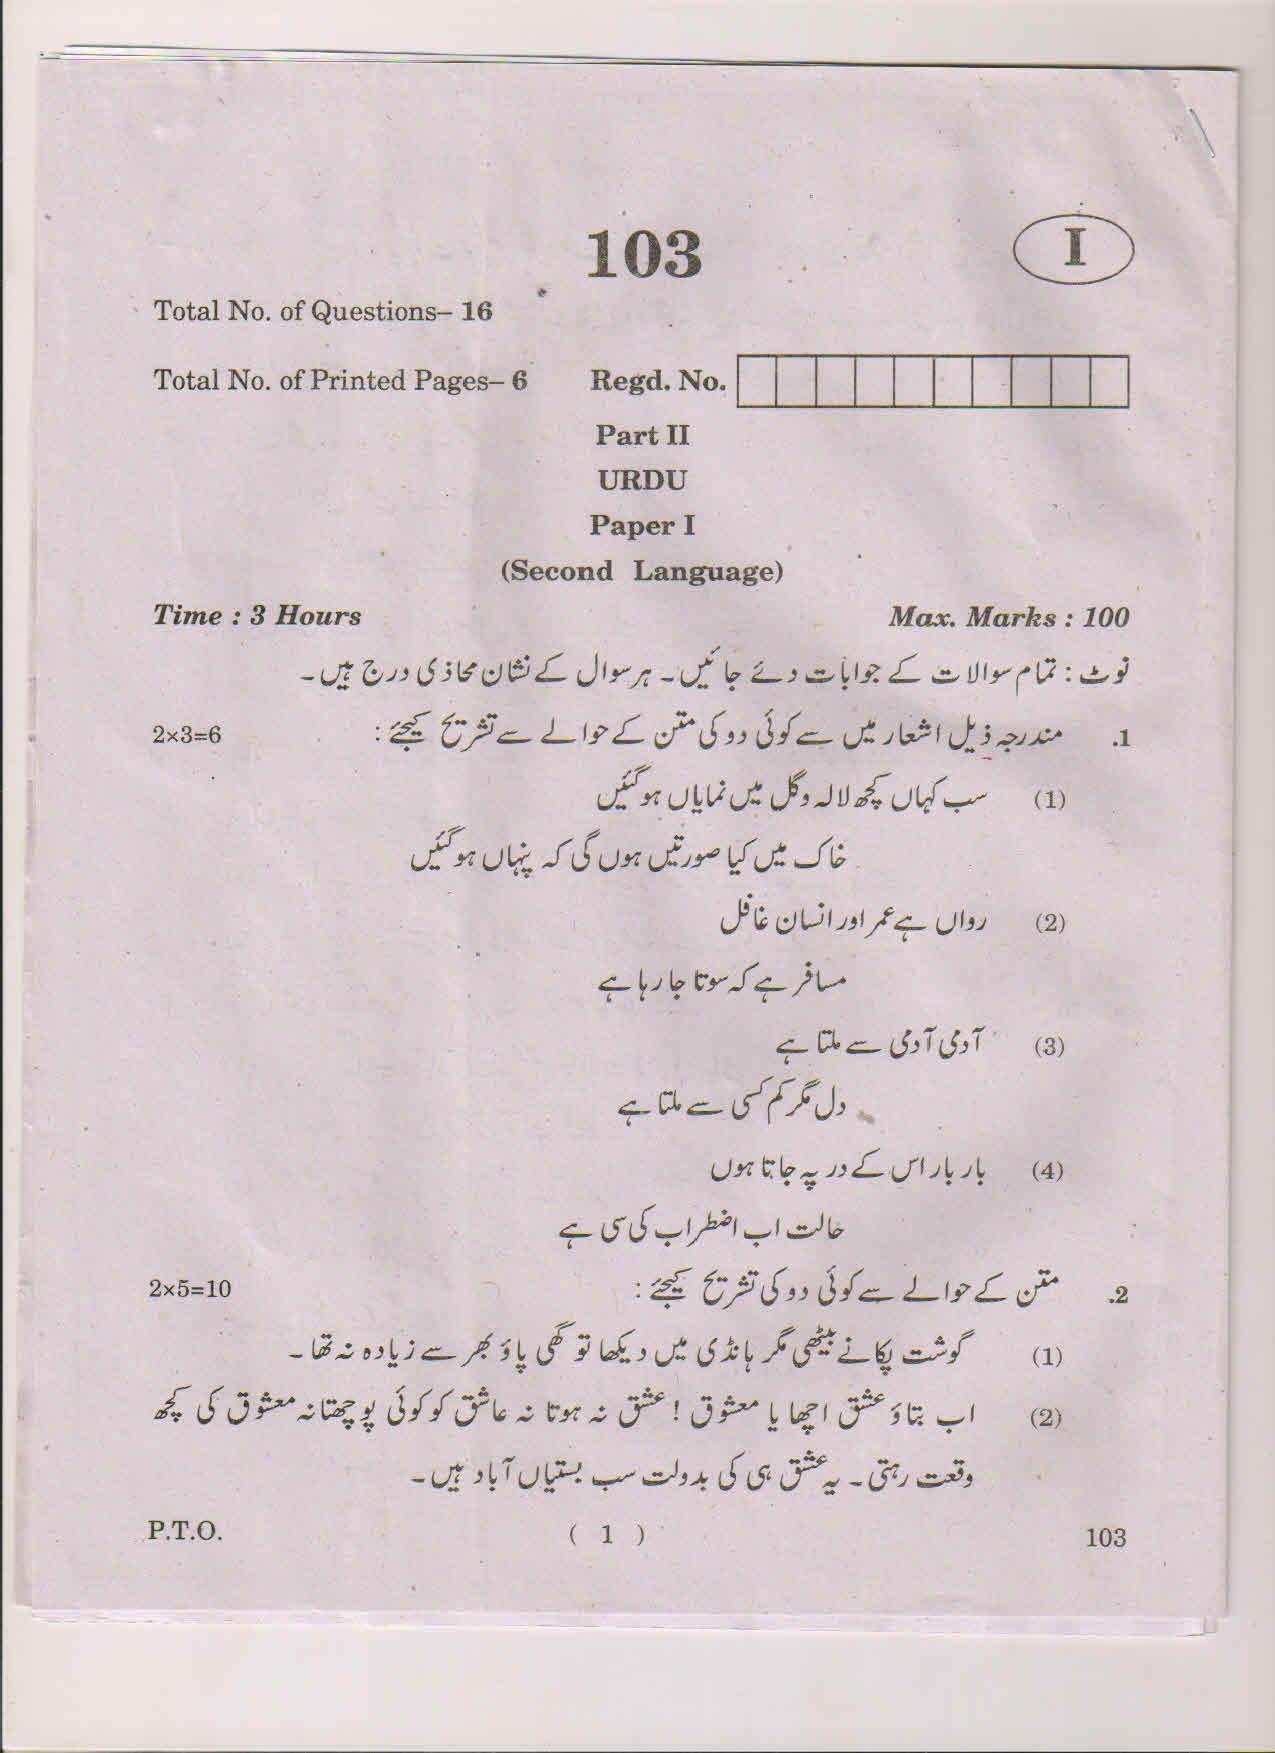 103
I
Total No. of Questions– 16
Total No. of Printed Pages– 6 Regd. No.
Part II
URDU
Paper I
(Second Language)
Time : 3 Hours Max. Marks : 100
نوٹ : تمام سوالات کے جوابات دئے جائیں۔ ہر سوال کے نشان محاذی درج ہیں۔
.1 مندرجہ ذیل اشعار میں سے کوئی دو کی متن کے حوالے سے تشریح کیجئے : 2×3=6
(1) سب کہاں کچھ لالہ و گل میں نمایاں ہو گئیں
خاک میں کیا صورتیں ہوں گی کہ پنہاں ہو گئیں
(2) رواں ہے عمر اور انسان غافل
مسافر ہے کہ سوتا جا رہا ہے
(3) آدمی آدمی سے ملتا ہے
دل مگر کم کسی سے ملتا ہے
(4) بار بار اس کے در پہ جاتا ہوں
حالت اب اضطراب کی سی ہے
.2 متن کے حوالے سے کوئی دو کی تشریح کیجئے : 2×5=10
(1) گوشت پکانے بیٹھی مگر ہانڈی میں دیکھا تو گھی پاؤ بھر سے زیادہ نہ تھا۔
(2) اب بتاؤ عشق اچھا یا معشوق ! عشق نہ ہوتا نہ عاشق کو کوئی پوچھتا نہ معشوق کی کچھ
وقعت رہتی۔ یہ عشق ہی کی بدولت سب بستیاں آباد ہیں۔
P.T.O. ( 1 ) 103